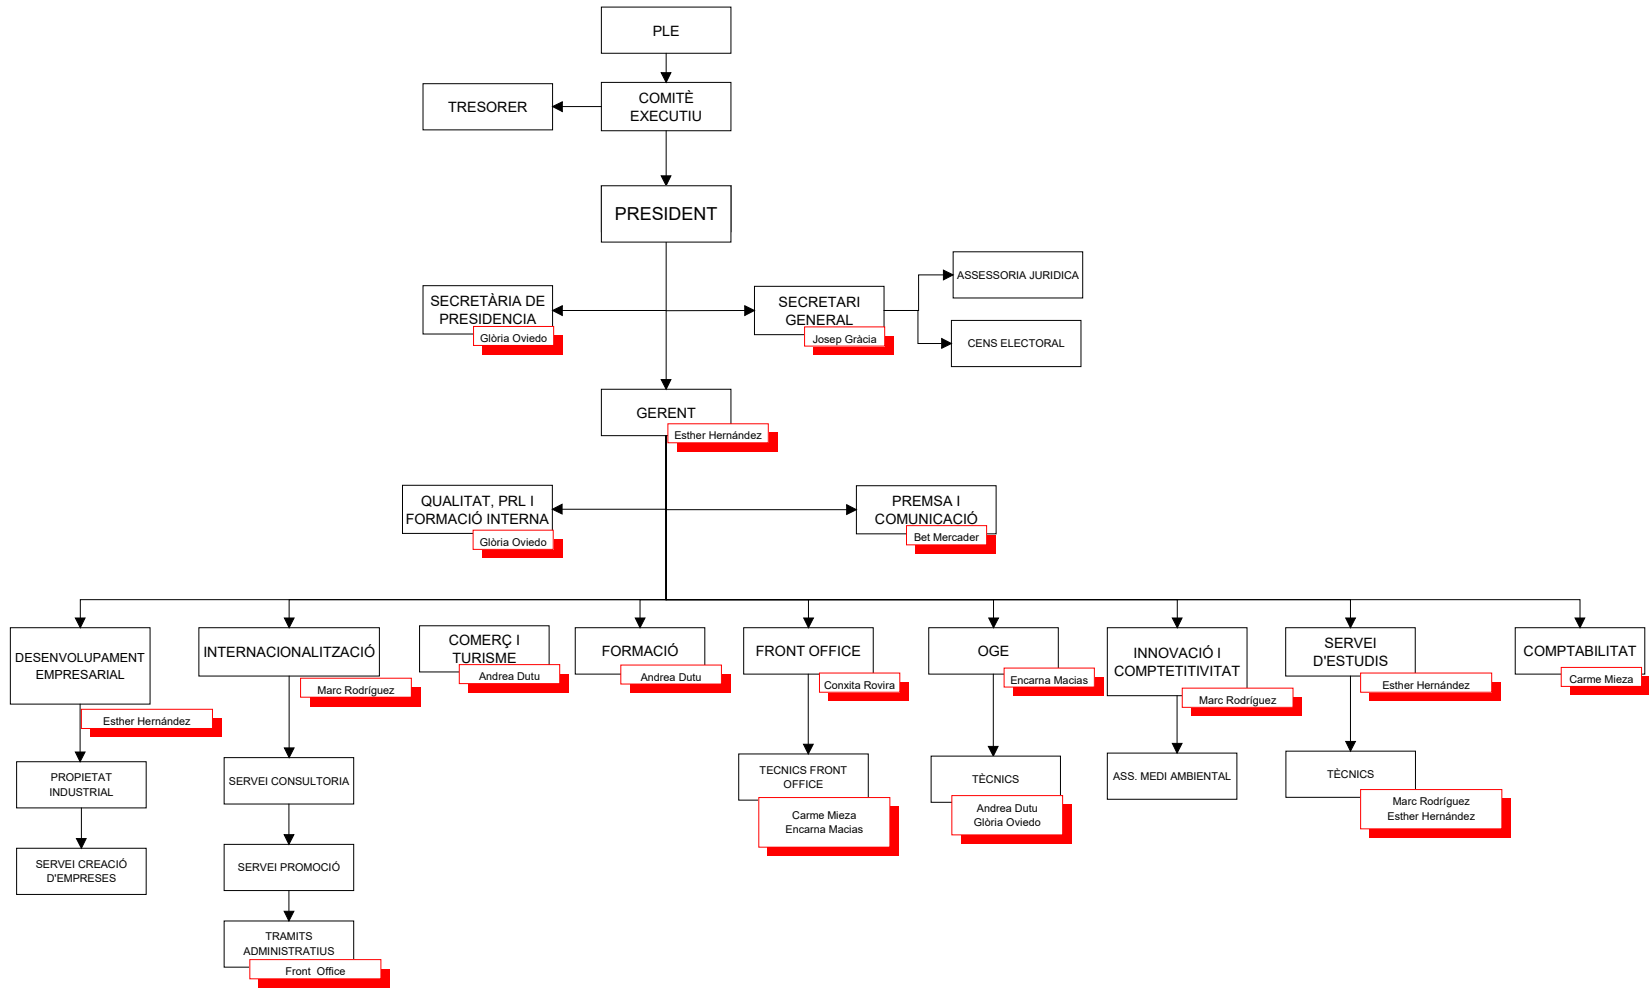 PLE
COMITÈ
EXECUTIU
TRESORER
PRESIDENT
ASSESSORIA JURIDICA
SECRETÀRIA DE
PRESIDENCIA
Glòria Oviedo
SECRETARI
GENERAL
Josep Gràcia
CENS ELECTORAL
GERENT
Esther Hernández
QUALITAT, PRL I
FORMACIÓ INTERNA
Glòria Oviedo
PREMSA I
COMUNICACIÓ
Bet Mercader
DESENVOLUPAMENT
EMPRESARIAL
Esther Hernández
INTERNACIONALITZACIÓ
Marc Rodríguez
COMERÇ I
TURISME
Andrea Dutu
FORMACIÓ
Andrea Dutu
FRONT OFFICE
Conxita Rovira
OGE
Encarna Macias
INNOVACIÓ I
COMPTETITIVITAT
Marc Rodríguez
SERVEI
D'ESTUDIS
Esther Hernández
COMPTABILITAT
Carme Mieza
PROPIETAT
INDUSTRIAL
SERVEI CONSULTORIA
TECNICS FRONT
OFFICE
Carme Mieza
Encarna Macias
TÈCNICS
Andrea Dutu
Glòria Oviedo
ASS. MEDI AMBIENTAL
TÈCNICS
Marc Rodríguez
Esther Hernández
SERVEI CREACIÓ
D'EMPRESES
SERVEI PROMOCIÓ
TRAMITS
ADMINISTRATIUS
Front Office